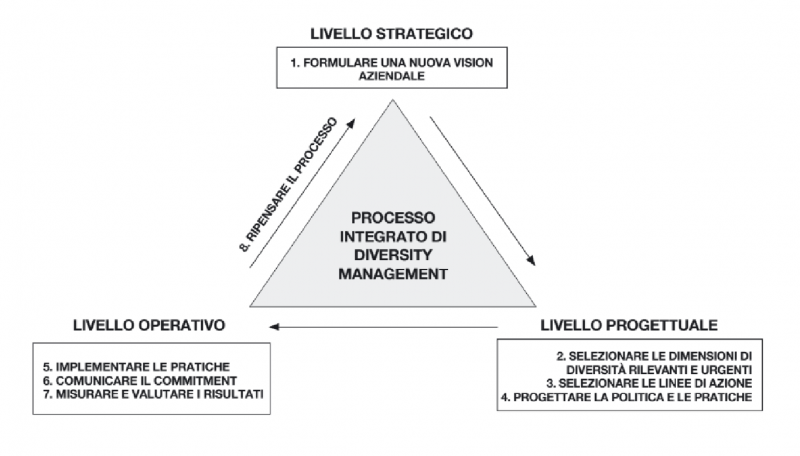 LIVELLO STRATEGICO
1. FORMULARE UNA NUOVA VISION
AZIENDALE
8. RIPENSARE IL PROCESSO
PROCESSO
INTEGRATO DI
DIVERSITY
MANAGEMENT
LIVELLO OPERATIVO
5. IMPLEMENTARE LE PRATICHE
6. COMUNICARE IL COMMITMENT
7. MISURARE E VALUTARE I RISULTATI
LIVELLO PROGETTUALE
2. SELEZIONARE LE DIMENSIONI DI
DIVERSITÀ RILEVANTI E URGENTI
3. SELEZIONARE LE LINEE DI AZIONE
4. PROGETTARE LA POLITICA E LE PRATICHE